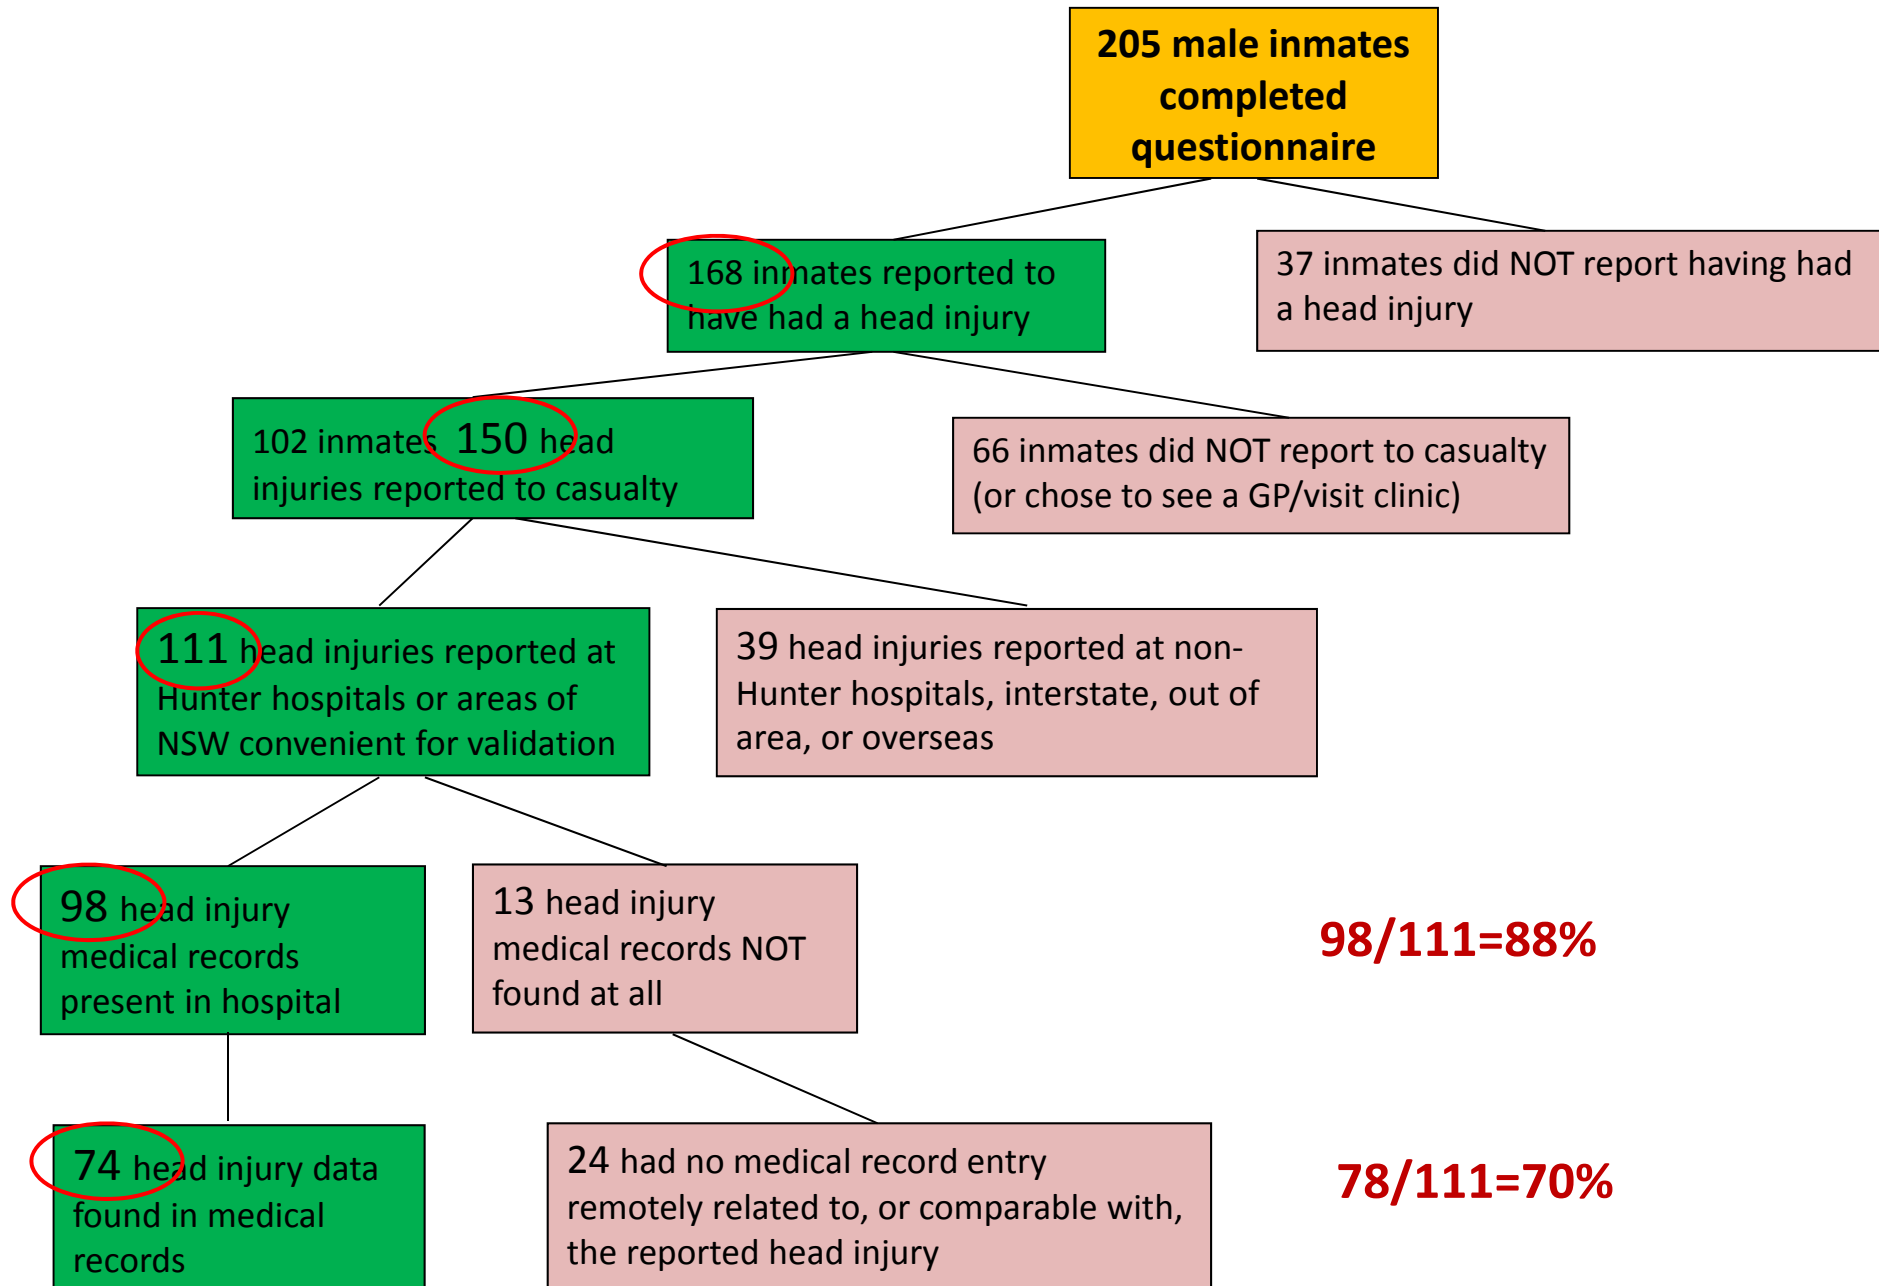 205 male inmates
completed
questionnaire
168 inmates reported to
have had a head injury
37 inmates did NOT report having had
a head injury
102 inmates 150 head
injuries reported to casualty
66 inmates did NOT report to casualty
(or chose to see a GP/visit clinic)
111 head injuries reported at
Hunter hospitals or areas of
NSW convenient for validation
39 head injuries reported at non-
Hunter hospitals, interstate, out of
area, or overseas
98 head injury
medical records
present in hospital
13 head injury
medical records NOT
found at all
98/111=88%
74 head injury data
found in medical
records
24 had no medical record entry
remotely related to, or comparable with,
the reported head injury
78/111=70%